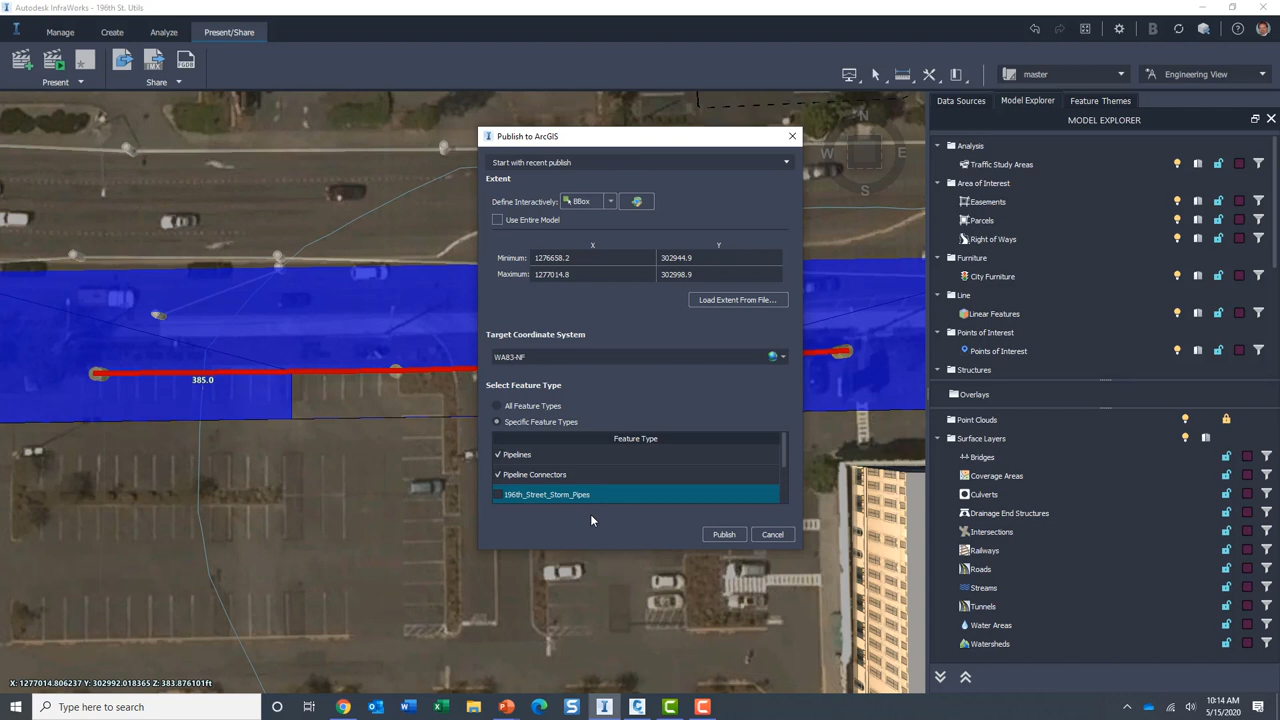 Autodesk InfraWorks - 196th St. Utils
Manage
Create
Analyze
Present/Share
Present
Share
IMX
FGDB
master
Engineering View
N
W
E
S
385.0
Publish to ArcGIS
Start with recent publish
Extent
Define Interactively:
BBox
Use Entire Model
X
Y
Minimum:
1276658.2
302944.9
Maximum:
1277014.8
302998.9
Load Extent From File...
Target Coordinate System
WA83-NF
Select Feature Type
All Feature Types
Specific Feature Types
Feature Type
Pipelines
Pipeline Connectors
196th_Street_Storm_Pipes
Publish
Cancel
Data Sources
Model Explorer
Feature Themes
MODEL EXPLORER
Analysis
Traffic Study Areas
Area of Interest
Easements
Parcels
Right of Ways
Furniture
City Furniture
Line
Linear Features
Points of Interest
Points of Interest
Structures
Overlays
Point Clouds
Surface Layers
Bridges
Coverage Areas
Culverts
Drainage End Structures
Intersections
Railways
Roads
Streams
Tunnels
Water Areas
Watersheds
X: 1277014.806237 Y: 302992.018365 Z: 383.876101ft
Type here to search
10:14 AM
5/15/2020